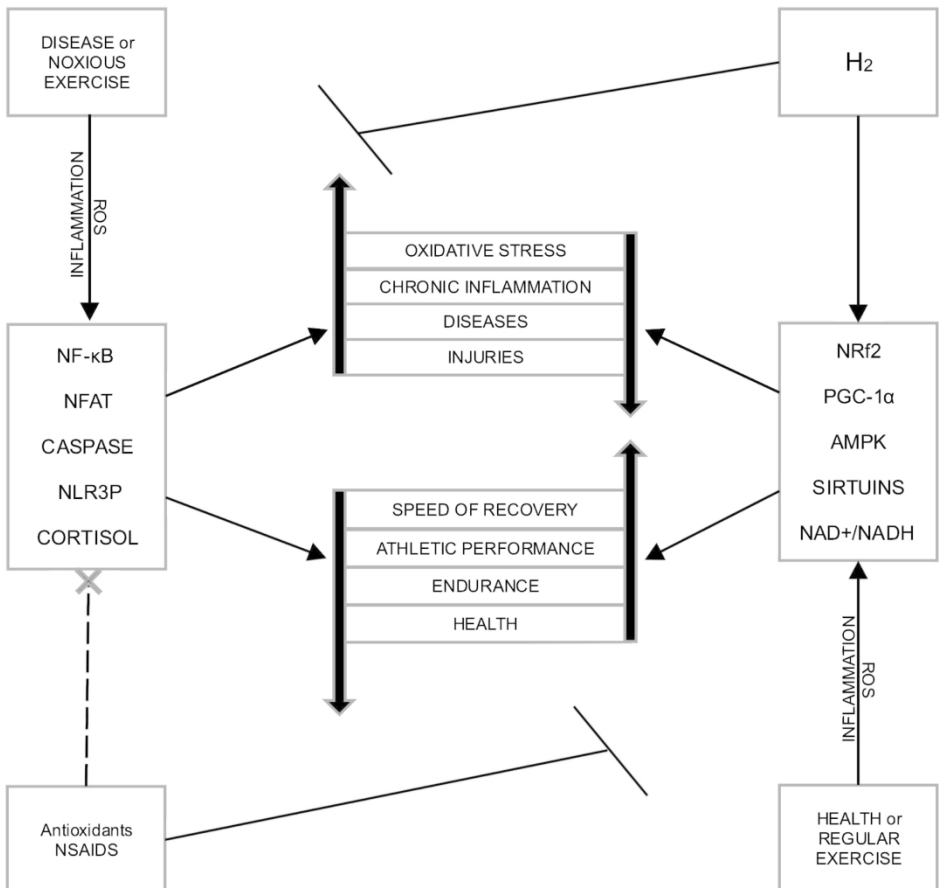 DISEASE or
NOXIOUS
EXERCISE
H₂
INFLAMMATION
ROS
OXIDATIVE STRESS
CHRONIC INFLAMMATION
DISEASES
INJURIES
NF-κB
NFAT
CASPASE
NLR3P
CORTISOL
NRf2
PGC-1α
AMPK
SIRTUINS
NAD+/NADH
SPEED OF RECOVERY
ATHLETIC PERFORMANCE
ENDURANCE
HEALTH
INFLAMMATION
ROS
Antioxidants
NSAIDS
HEALTH or
REGULAR
EXERCISE